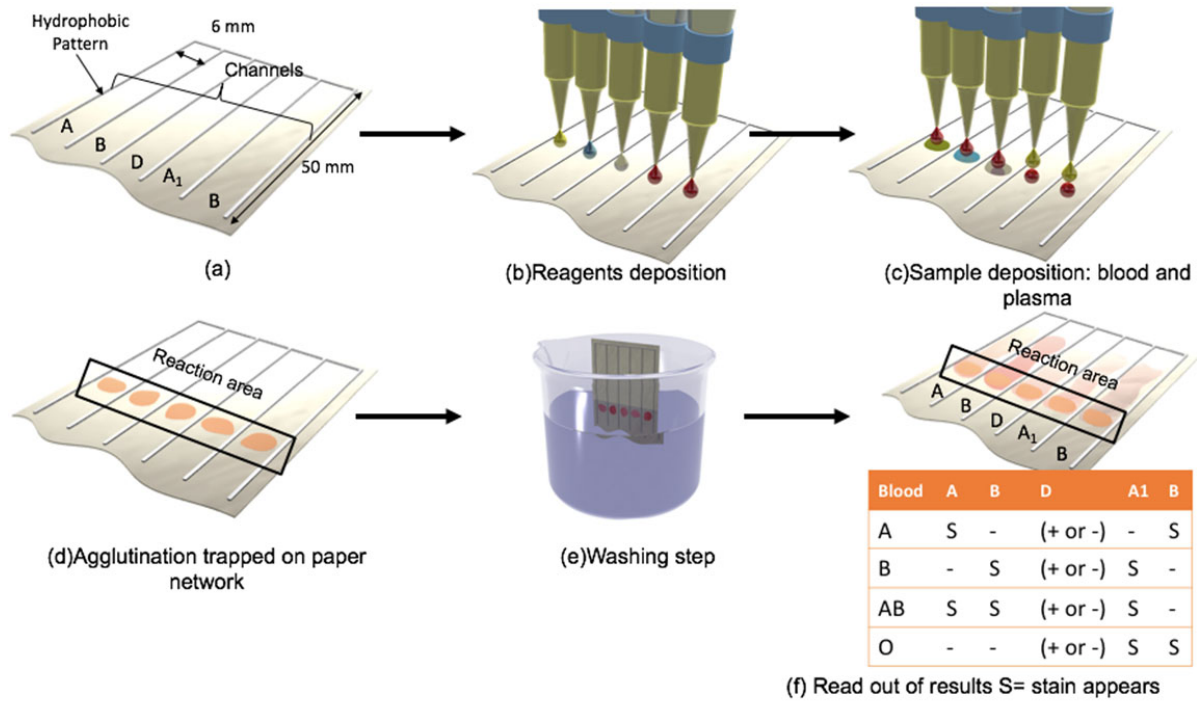 Hydrophobic
Pattern
6 mm
Channels
A
B
D
A1
B
50 mm
(a)
(b)Reagents deposition
(c)Sample deposition: blood and
plasma
Reaction area
(d)Agglutination trapped on paper
network
(e)Washing step
Reaction area
A
B
D
A1
B
Blood A B D A1 B
A S - (+ or -) - S
B - S (+ or -) S -
AB S S (+ or -) S -
O - - (+ or -) S S
(f) Read out of results S= stain appears